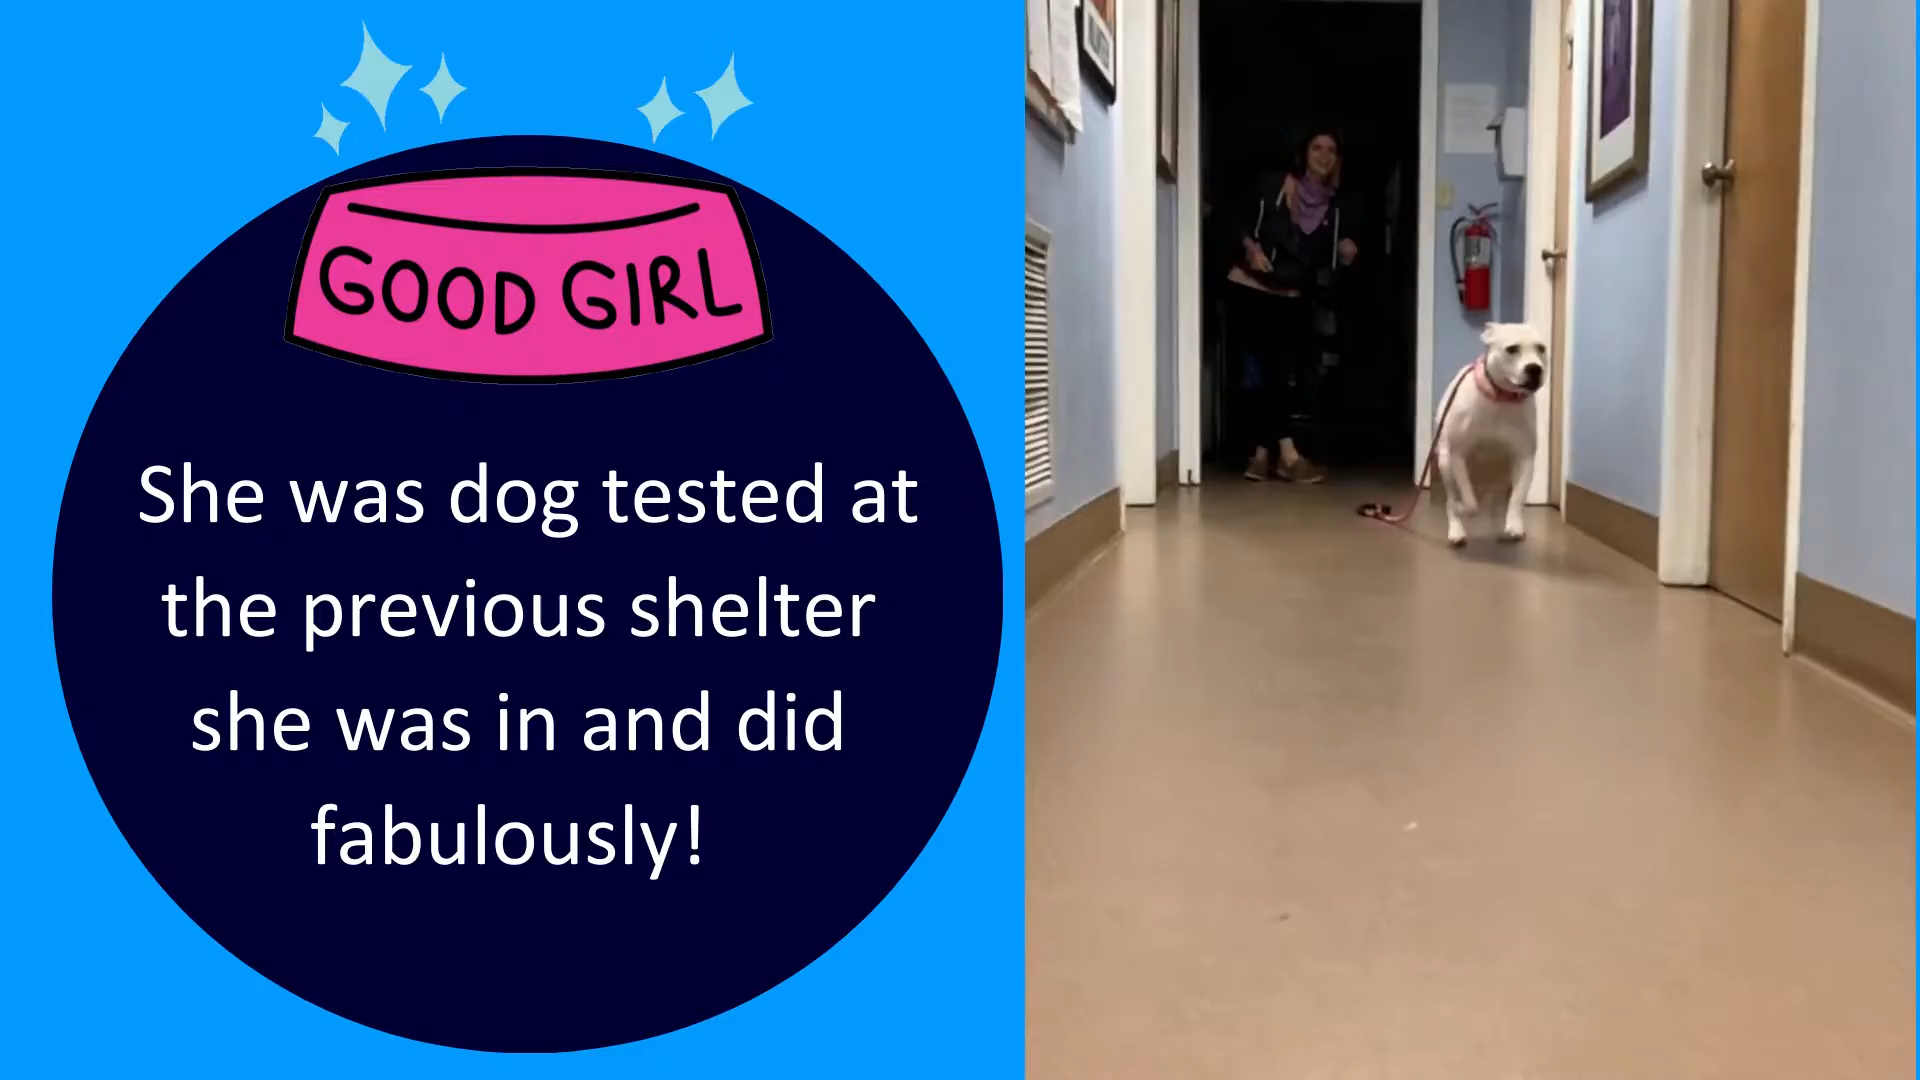 GOOD GIRL
She was dog tested at
the previous shelter
she was in and did
fabulously!